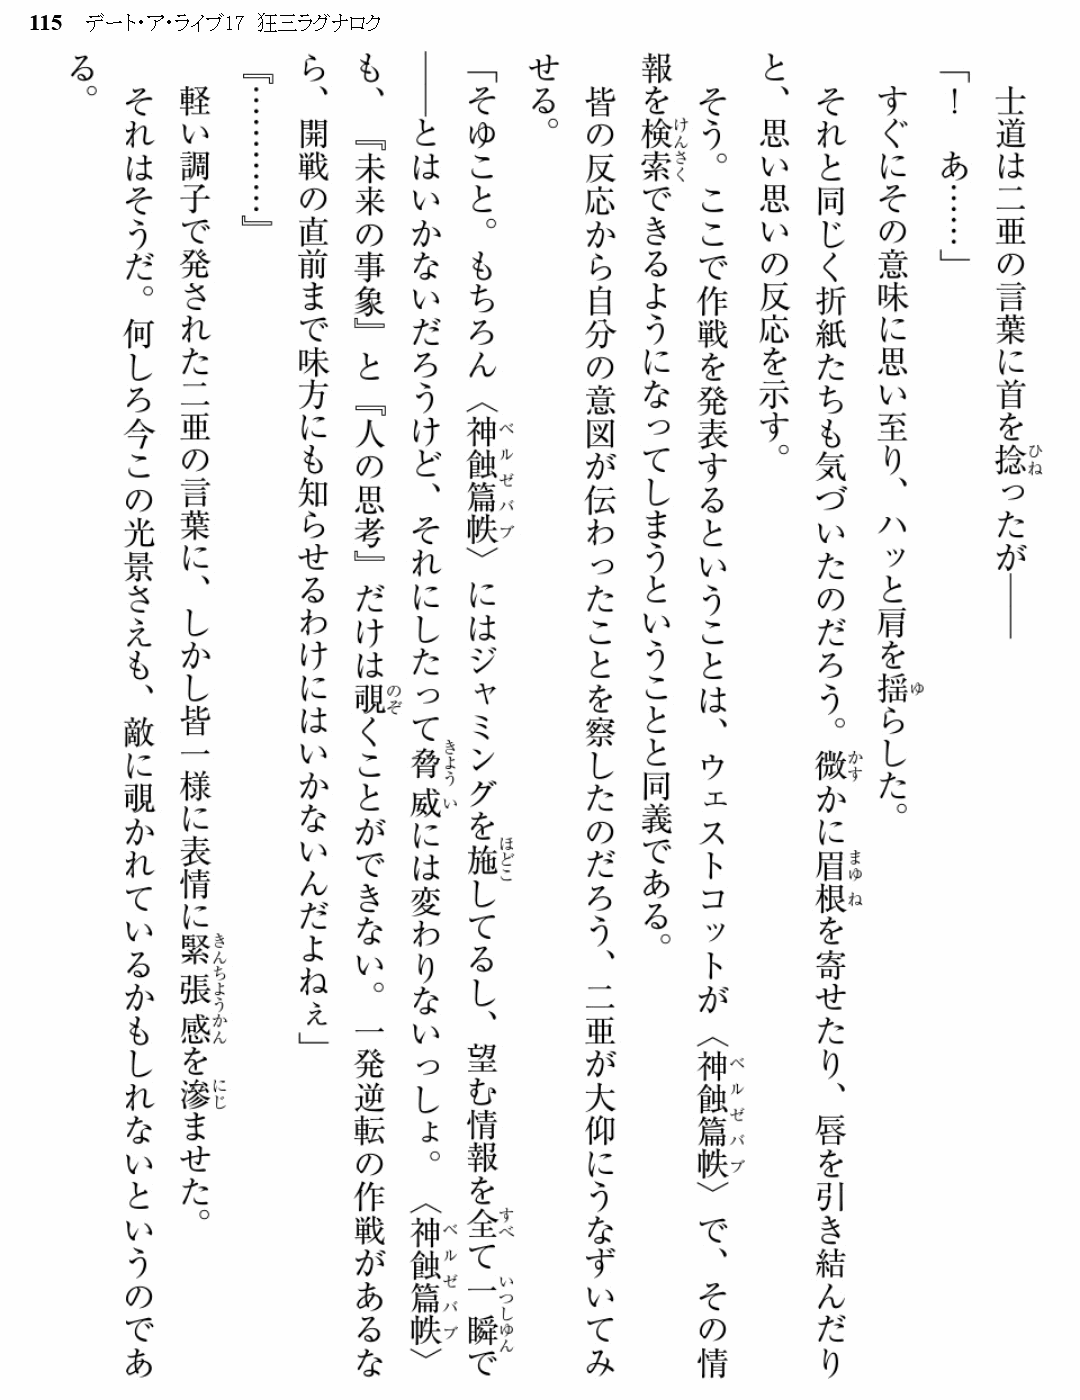 115 デート・ア・ライブ17 狂三ラグナロク
士道は二亜の言葉に首を捻ったが――
「！　あ……」
すぐにその意味に思い至り、ハッと肩を揺らした。
それと同じく折紙たちも気づいたのだろう。微かに眉根を寄せたり、唇を引き結んだり
と、思い思いの反応を示す。
そう。ここで作戦を発表するということは、ウェストコットが〈神蝕篇帙〉で、その情
報を検索できるようになってしまうということと同義である。
皆の反応から自分の意図が伝わったことを察したのだろう、二亜が大仰にうなずいてみ
せる。
「そゆこと。もちろん〈神蝕篇帙〉にはジャミングを施してるし、望む情報を全て一瞬で
――とはいかないだろうけど、それにしたって脅威には変わりないっしょ。〈神蝕篇帙〉
も、『未来の事象』と『人の思考』だけは覗くことができない。一発逆転の作戦があるな
ら、開戦の直前まで味方にも知らせるわけにはいかないんだよねぇ」
『…………』
軽い調子で発された二亜の言葉に、しかし皆一様に表情に緊張感を滲ませた。
それはそうだ。何しろ今この光景さえも、敵に覗かれているかもしれないというのであ
る。